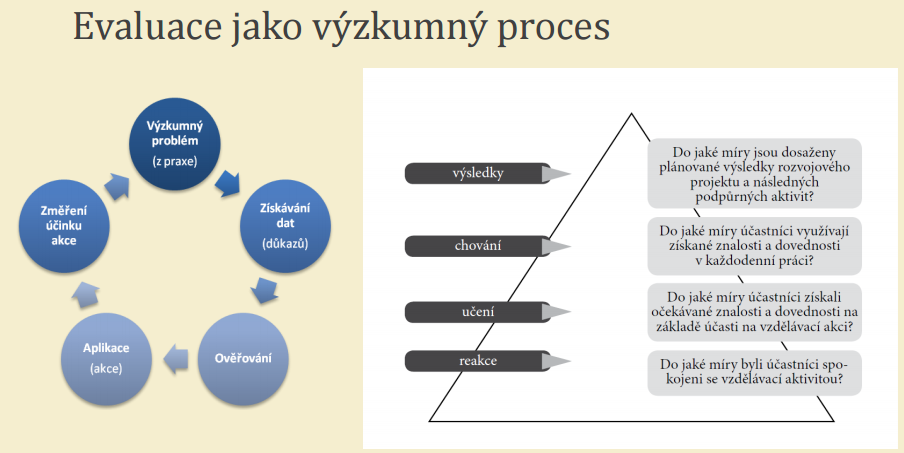 Evaluace jako výzkumný proces
Výzkumný
problém
(z praxe)
Získávání
dat
(důkazů)
Ověřování
Aplikace
(akce)
Změření
účinku
akce
výsledky
Do jaké míry jsou dosaženy
plánované výsledky rozvojového
projektu a následných
podpůrných aktivit?
chování
Do jaké míry účastníci využívají
získané znalosti a dovednosti
v každodenní práci?
učení
Do jaké míry účastníci získali
očekávané znalosti a dovednosti na
základě účasti na vzdělávací akci?
reakce
Do jaké míry byli účastníci spo-
kojeni se vzdělávací aktivitou?